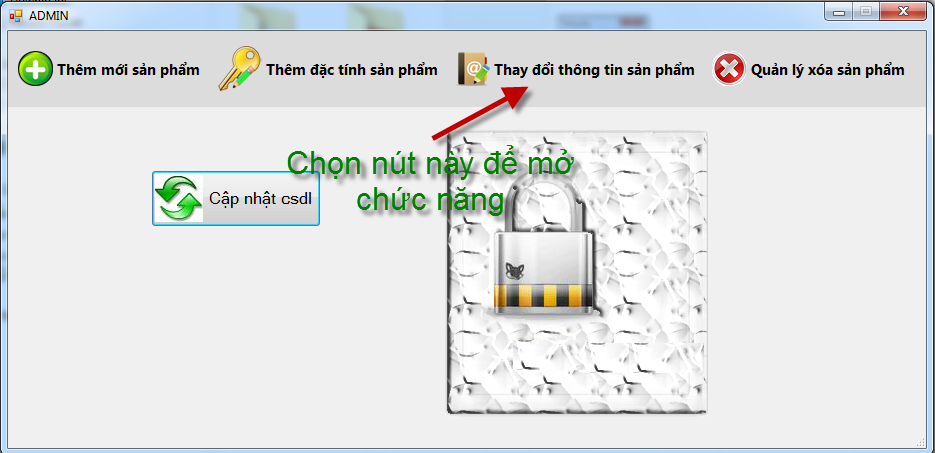 ADMIN
Thêm mới sản phẩm
Thêm đặc tính sản phẩm
Thay đổi thông tin sản phẩm
Quản lý xóa sản phẩm
Chọn nút này để mở
chức năng
Cập nhật csdl